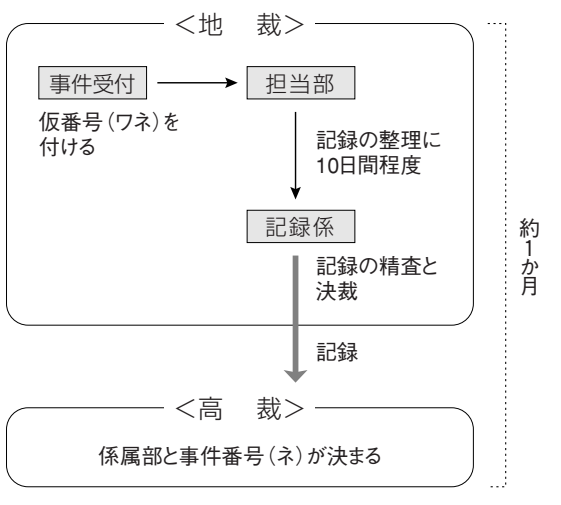 ＜地　裁＞
事件受付
担当部
仮番号（ワネ）を
付ける
記録の整理に
10日間程度
記録係
記録の精査と
決裁
記録
約1か月
＜高　裁＞
係属部と事件番号（ネ）が決まる